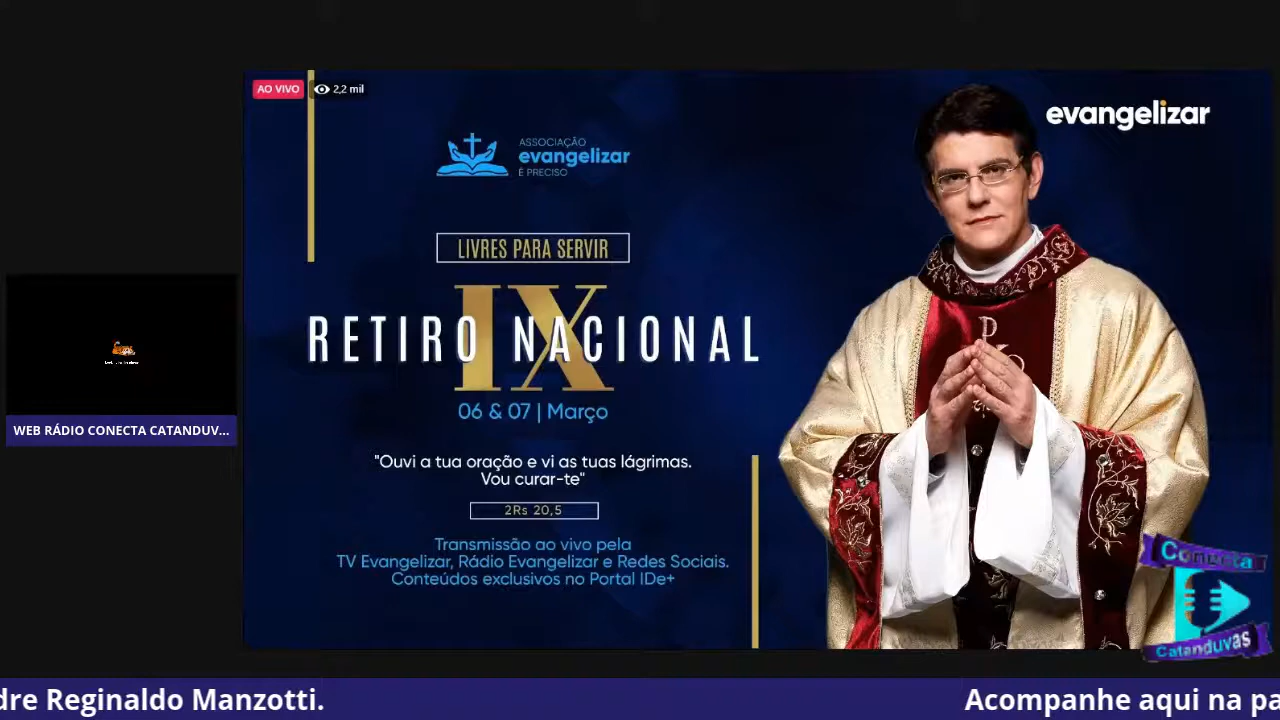 AO VIVO
2,2 mil
evangelizar
ASSOCIAÇÃO
evangelizar
É PRECISO
LIVRES PARA SERVIR
IX
RETIRO NACIONAL
06 & 07 | Março
"Ouvi a tua oração e vi as tuas lágrimas.
Vou curar-te"
2Rs 20,5
Transmissão ao vivo pela
TV Evangelizar, Rádio Evangelizar e Redes Sociais.
Conteúdos exclusivos no Portal IDe+
WEB RÁDIO CONECTA CATANDUV...
Conecta
Catanduvas
dre Reginaldo Manzotti.
Acompanhe aqui na pa